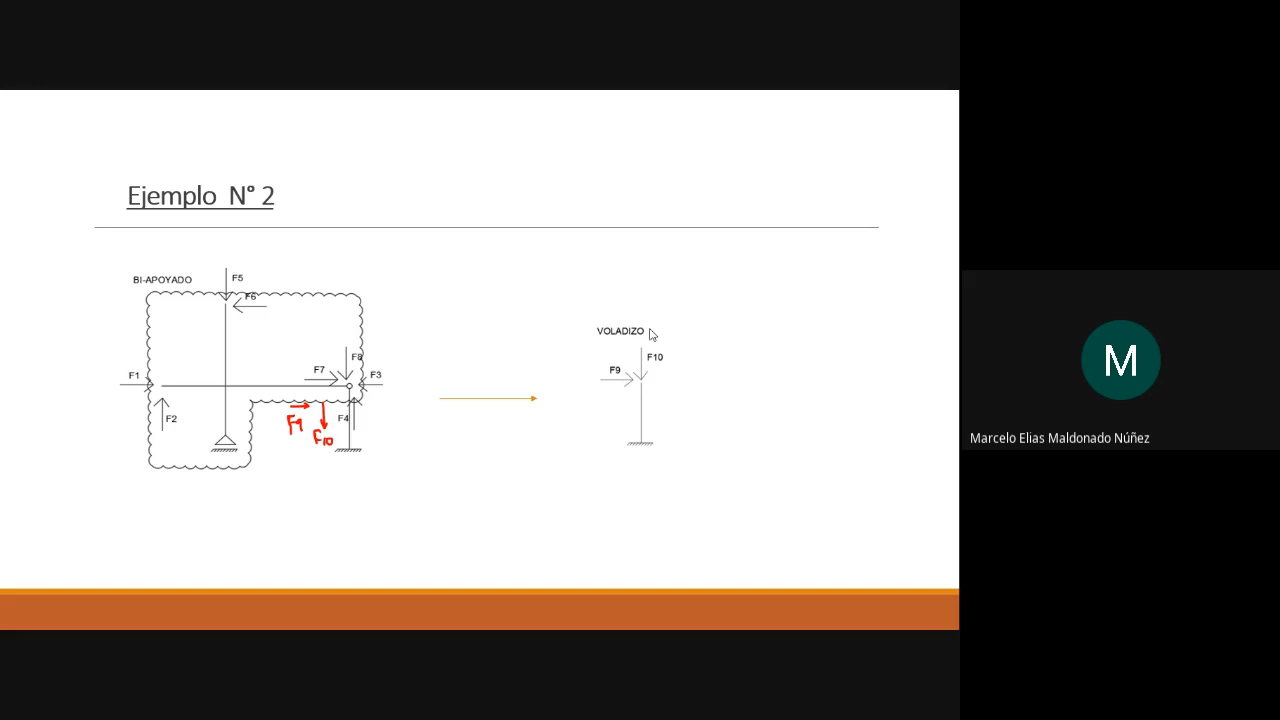 Ejemplo N° 2
BI-APOYADO
F5
F6
F8
F7
F1
F3
F2
F4
F9
F10
VOLADIZO
F10
F9
M
Marcelo Elias Maldonado Núñez